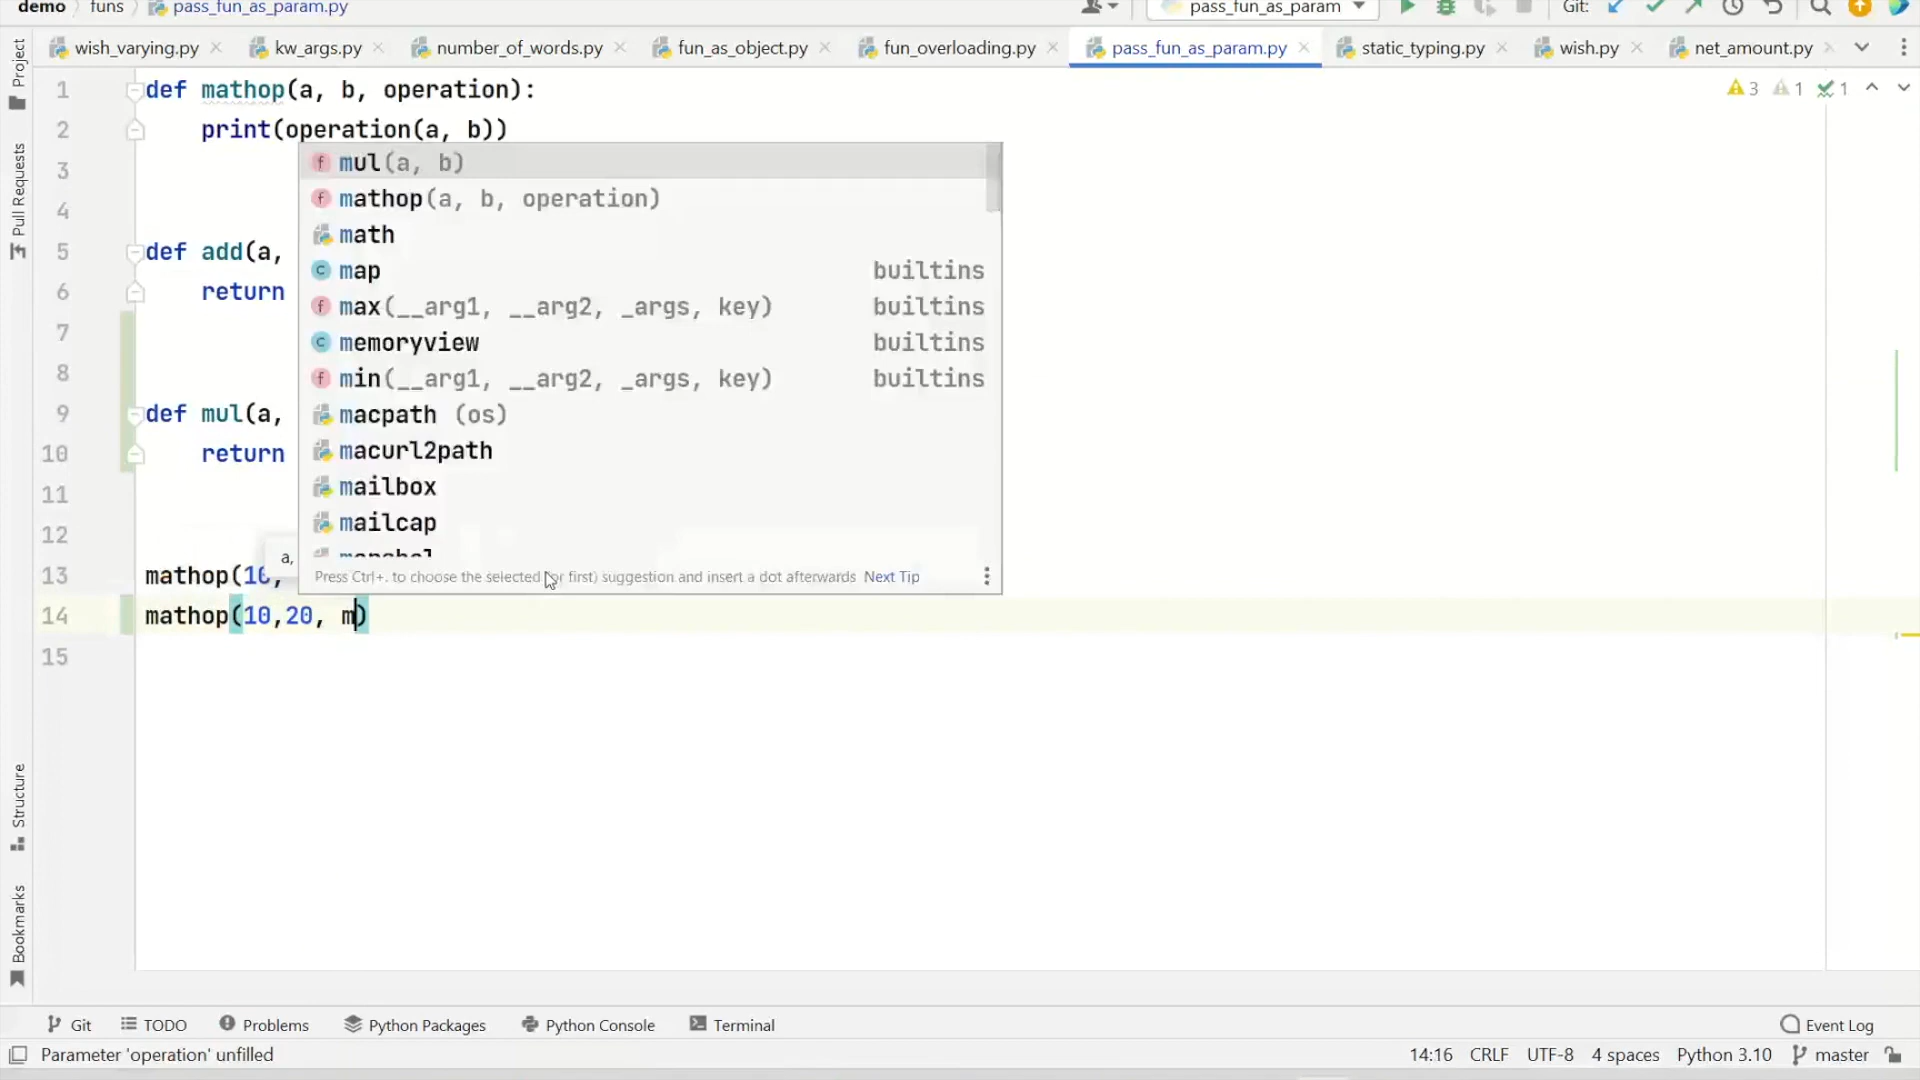 demo funs pass_fun_as_param.py pass_fun_as_param Git:
wish_varying.py kw_args.py number_of_words.py fun_as_object.py fun_overloading.py pass_fun_as_param.py static_typing.py wish.py net_amount.py
Project
Pull Requests
Structure
Bookmarks
1 def mathop(a, b, operation): 3 1 1
2 print(operation(a, b))
3
4
5 def add(a,
6 return
7
8
9 def mul(a,
10 return
11
12
13 mathop(10,
14 mathop(10,20, m)
15
mul(a, b)
mathop(a, b, operation)
math
map builtins
max(__arg1, __arg2, _args, key) builtins
memoryview builtins
min(__arg1, __arg2, _args, key) builtins
macpath (os)
macurl2path
mailbox
mailcap
a,
Press Ctrl+. to choose the selected (or first) suggestion and insert a dot afterwards Next Tip
Git TODO Problems Python Packages Python Console Terminal Event Log
Parameter 'operation' unfilled 14:16 CRLF UTF-8 4 spaces Python 3.10 master